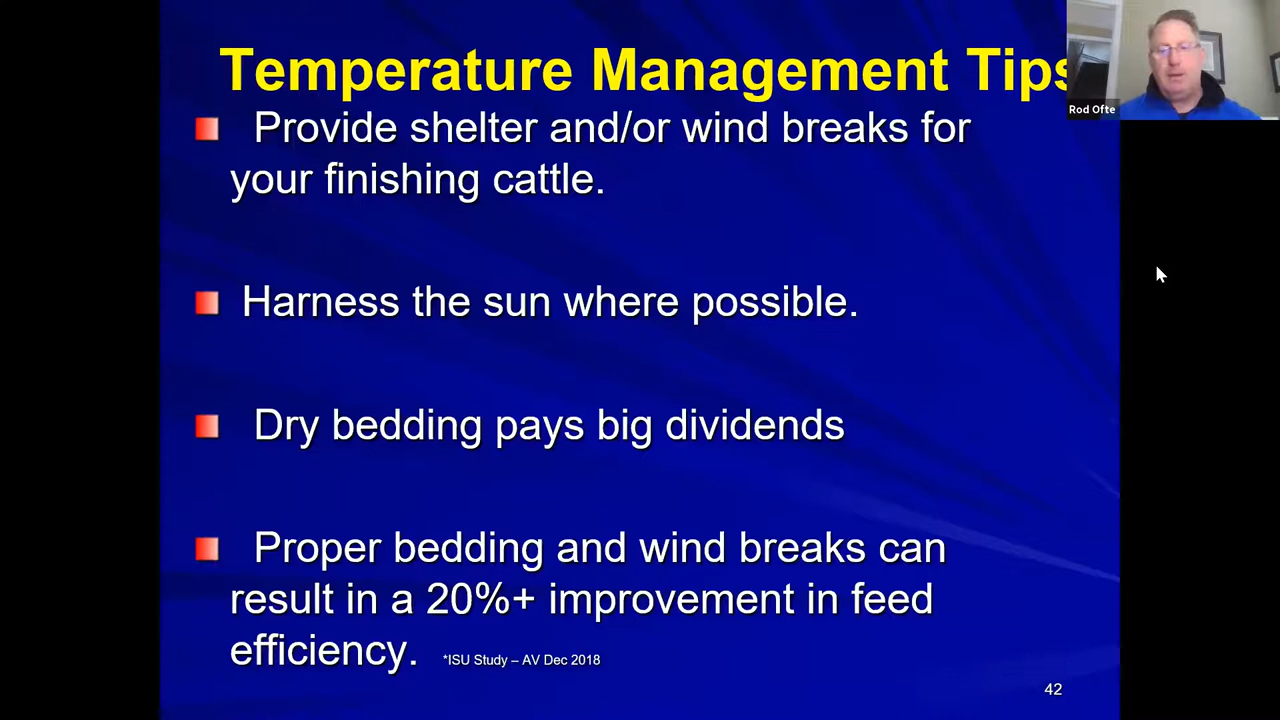 Temperature Management Tips
Rod Ofte
Provide shelter and/or wind breaks for
your finishing cattle.
Harness the sun where possible.
Dry bedding pays big dividends
Proper bedding and wind breaks can
result in a 20%+ improvement in feed
efficiency. *ISU Study – AV Dec 2018
42